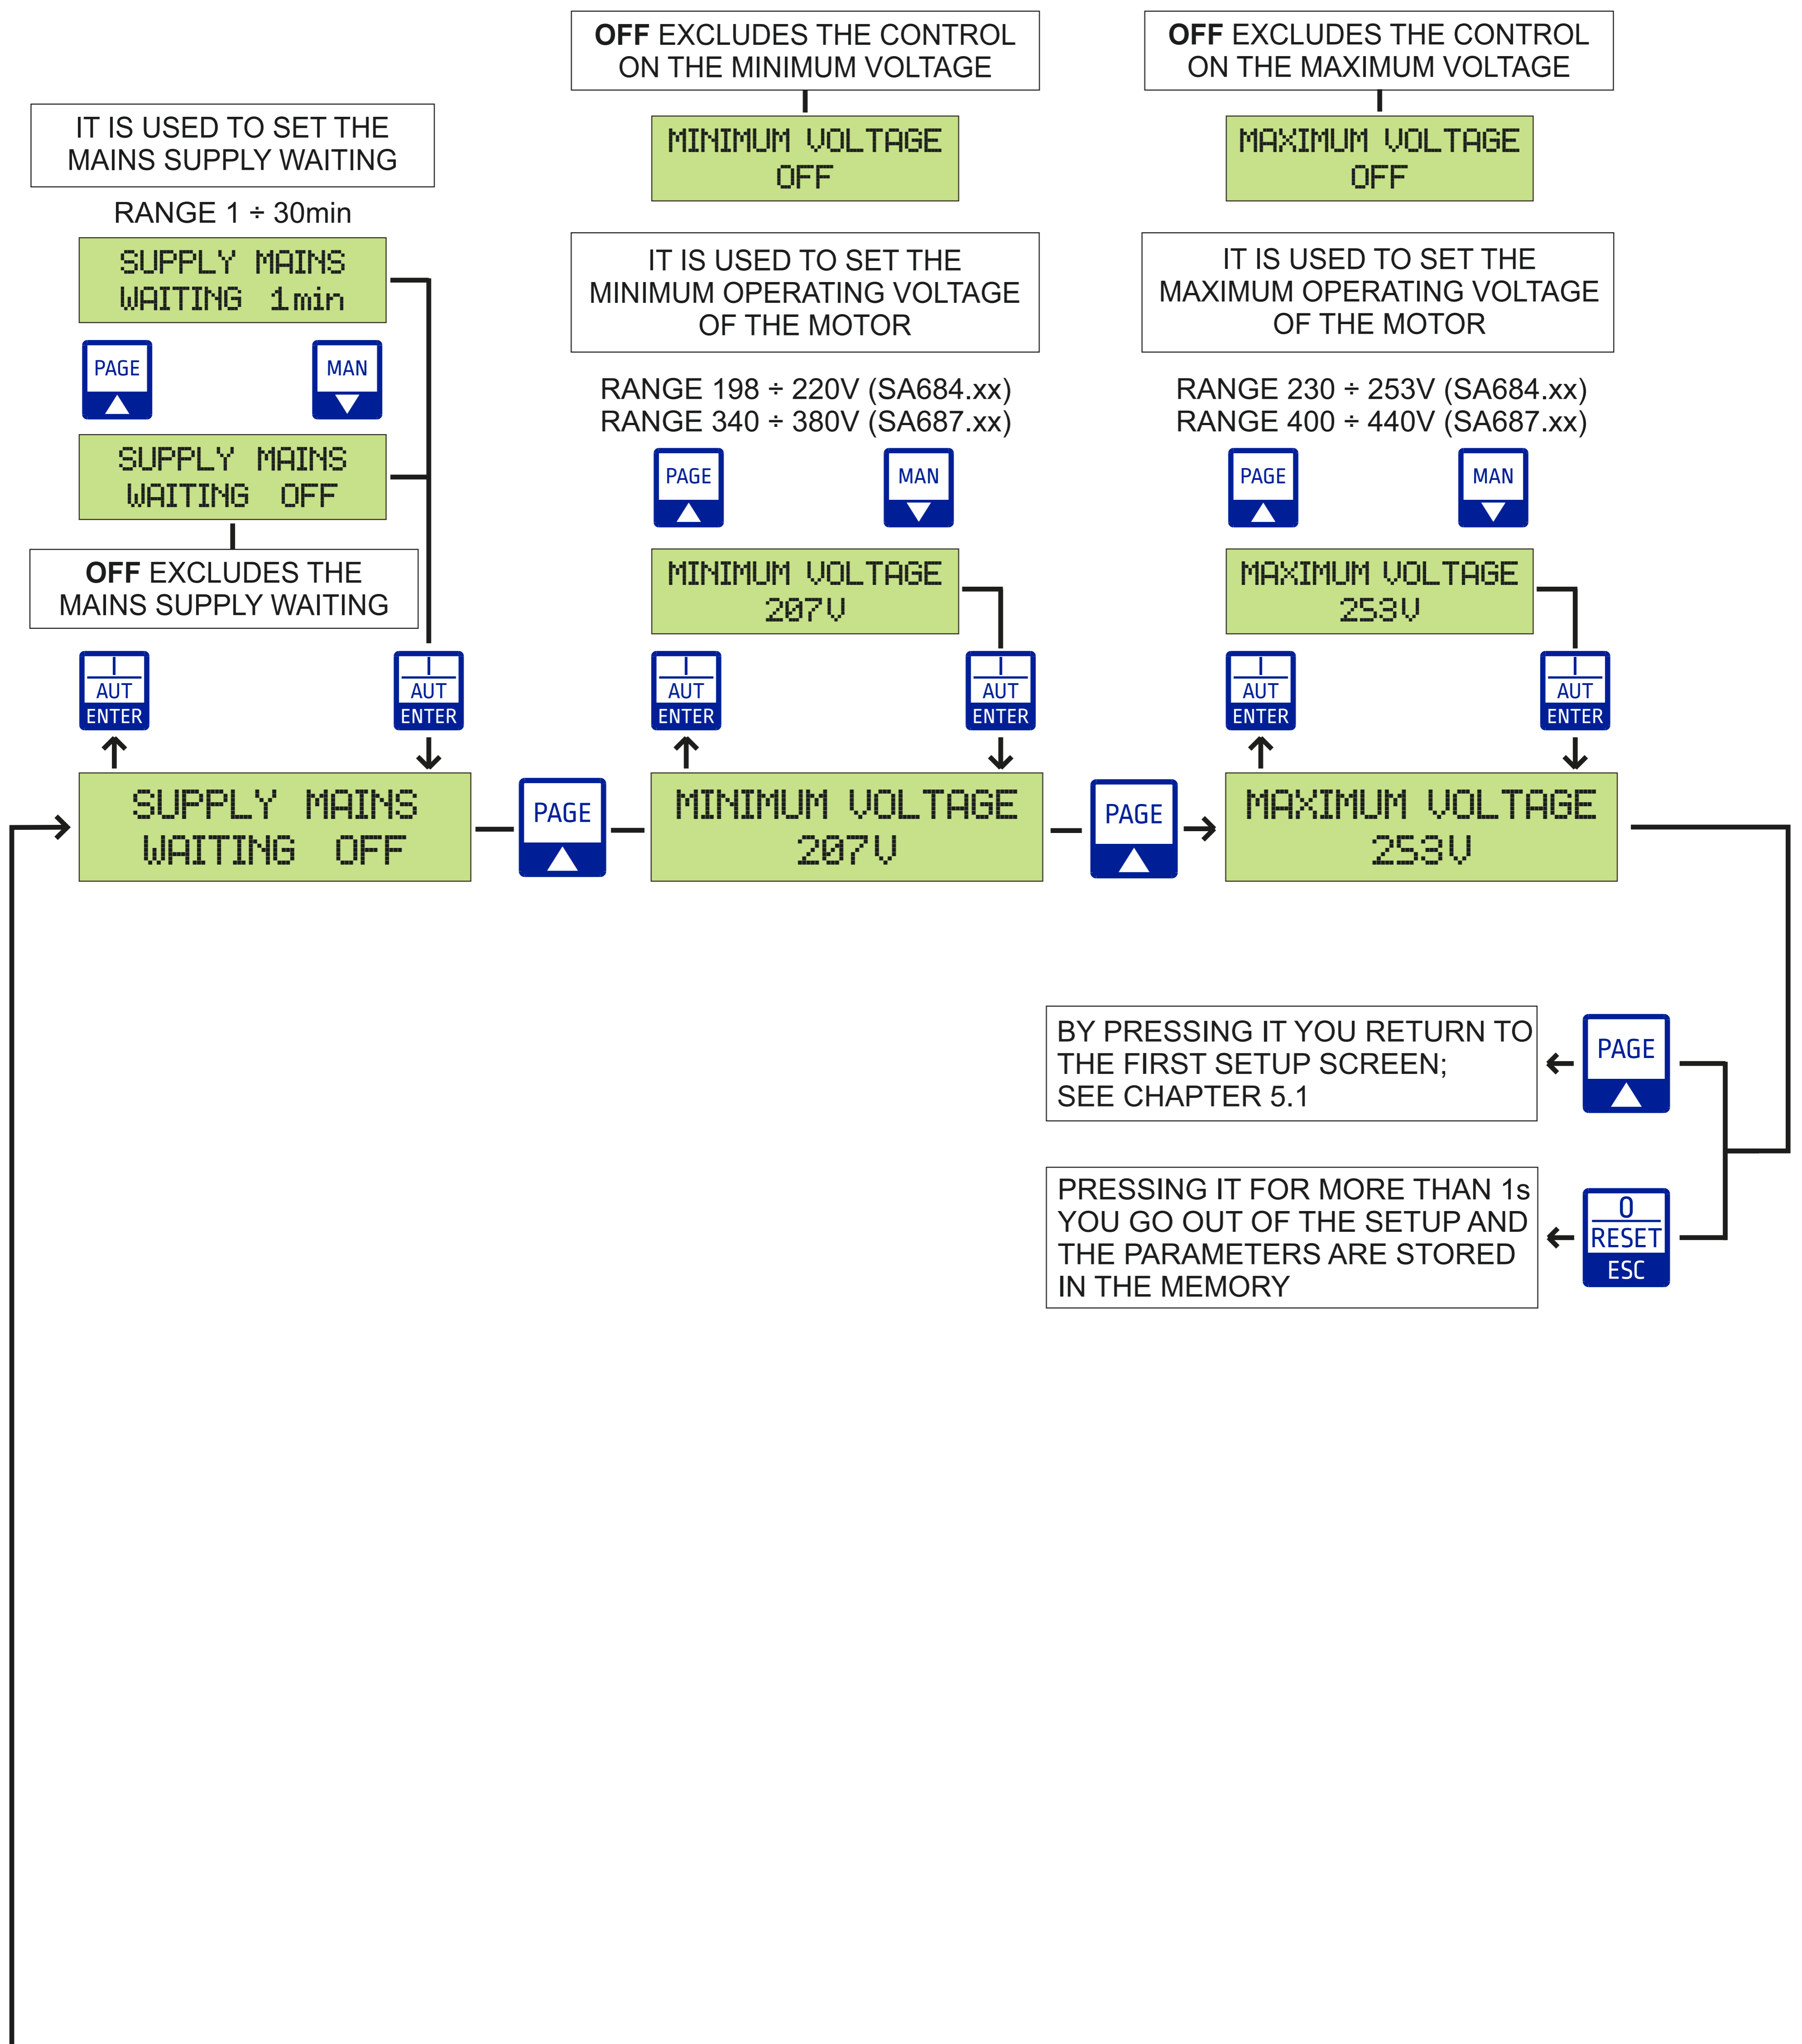 IT IS USED TO SET THE
MAINS SUPPLY WAITING
RANGE 1 ÷ 30min
SUPPLY MAINS
WAITING 1min
PAGE
MAN
SUPPLY MAINS
WAITING OFF
OFF EXCLUDES THE
MAINS SUPPLY WAITING
I
AUT
ENTER
I
AUT
ENTER
SUPPLY MAINS
WAITING OFF
PAGE
OFF EXCLUDES THE CONTROL
ON THE MINIMUM VOLTAGE
MINIMUM VOLTAGE
OFF
IT IS USED TO SET THE
MINIMUM OPERATING VOLTAGE
OF THE MOTOR
RANGE 198 ÷ 220V (SA684.xx)
RANGE 340 ÷ 380V (SA687.xx)
PAGE
MAN
MINIMUM VOLTAGE
207V
I
AUT
ENTER
I
AUT
ENTER
MINIMUM VOLTAGE
207V
PAGE
OFF EXCLUDES THE CONTROL
ON THE MAXIMUM VOLTAGE
MAXIMUM VOLTAGE
OFF
IT IS USED TO SET THE
MAXIMUM OPERATING VOLTAGE
OF THE MOTOR
RANGE 230 ÷ 253V (SA684.xx)
RANGE 400 ÷ 440V (SA687.xx)
PAGE
MAN
MAXIMUM VOLTAGE
253V
I
AUT
ENTER
I
AUT
ENTER
MAXIMUM VOLTAGE
253V
BY PRESSING IT YOU RETURN TO
THE FIRST SETUP SCREEN;
SEE CHAPTER 5.1
PAGE
PRESSING IT FOR MORE THAN 1s
YOU GO OUT OF THE SETUP AND
THE PARAMETERS ARE STORED
IN THE MEMORY
0
RESET
ESC